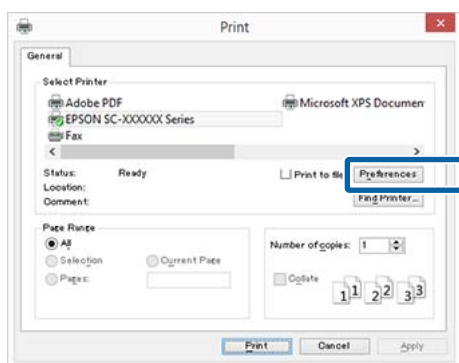 Print
General
Select Printer
Adobe PDF
Microsoft XPS Documen
EPSON SC-XXXXXX Series
Fax
Status: Ready
Print to file
Preferences
Location:
Comment:
Find Printer...
Page Range
All
Selection
Current Page
Pages:
Number of copies: 1
Collate
1 1 2 2 3 3
Print
Cancel
Apply